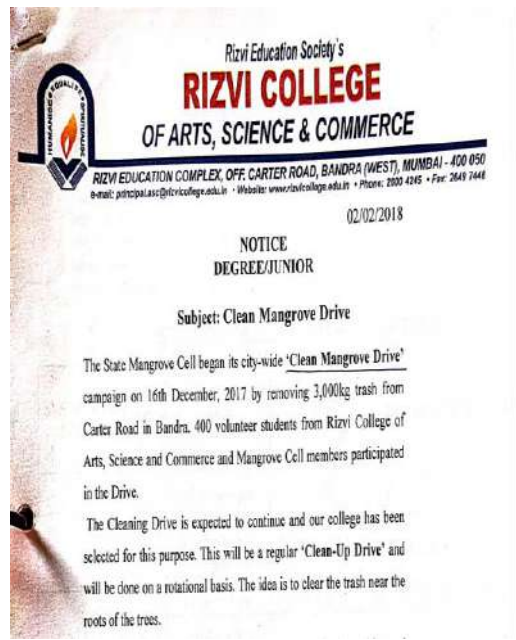 Rizvi Education Society's
RIZVI COLLEGE
OF ARTS, SCIENCE & COMMERCE
HUMANISE EQUALISE SPIRITUALISE
RIZVI EDUCATION COMPLEX, OFF. CARTER ROAD, BANDRA (WEST), MUMBAI - 400 050
e-mail: principal.asc@rizvicollege.edu.in • Website: www.rizvicollege.edu.in • Phone: 2600 4245 • Fax: 2649 7448
02/02/2018
NOTICE
DEGREE/JUNIOR
Subject: Clean Mangrove Drive
The State Mangrove Cell began its city-wide 'Clean Mangrove Drive'
campaign on 16th December, 2017 by removing 3,000kg trash from
Carter Road in Bandra. 400 volunteer students from Rizvi College of
Arts, Science and Commerce and Mangrove Cell members participated
in the Drive.
The Cleaning Drive is expected to continue and our college has been
selected for this purpose. This will be a regular 'Clean-Up Drive' and
will be done on a rotational basis. The idea is to clear the trash near the
roots of the trees.